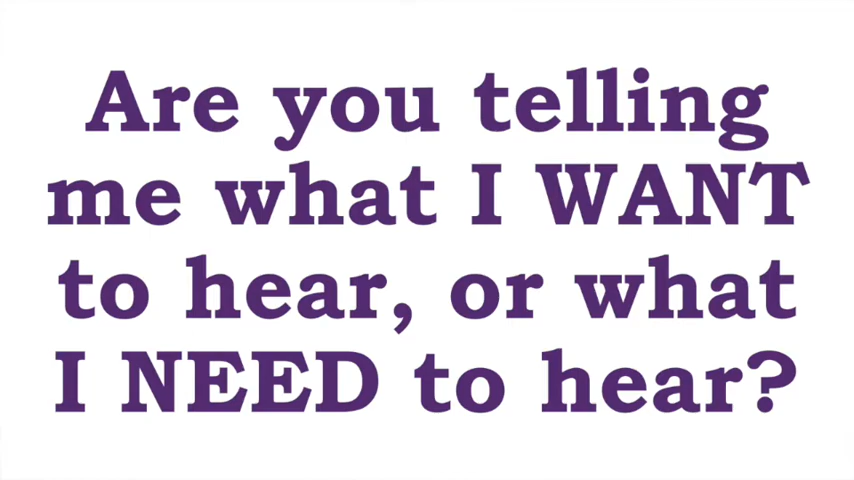 Are you telling
me what I WANT
to hear, or what
I NEED to hear?